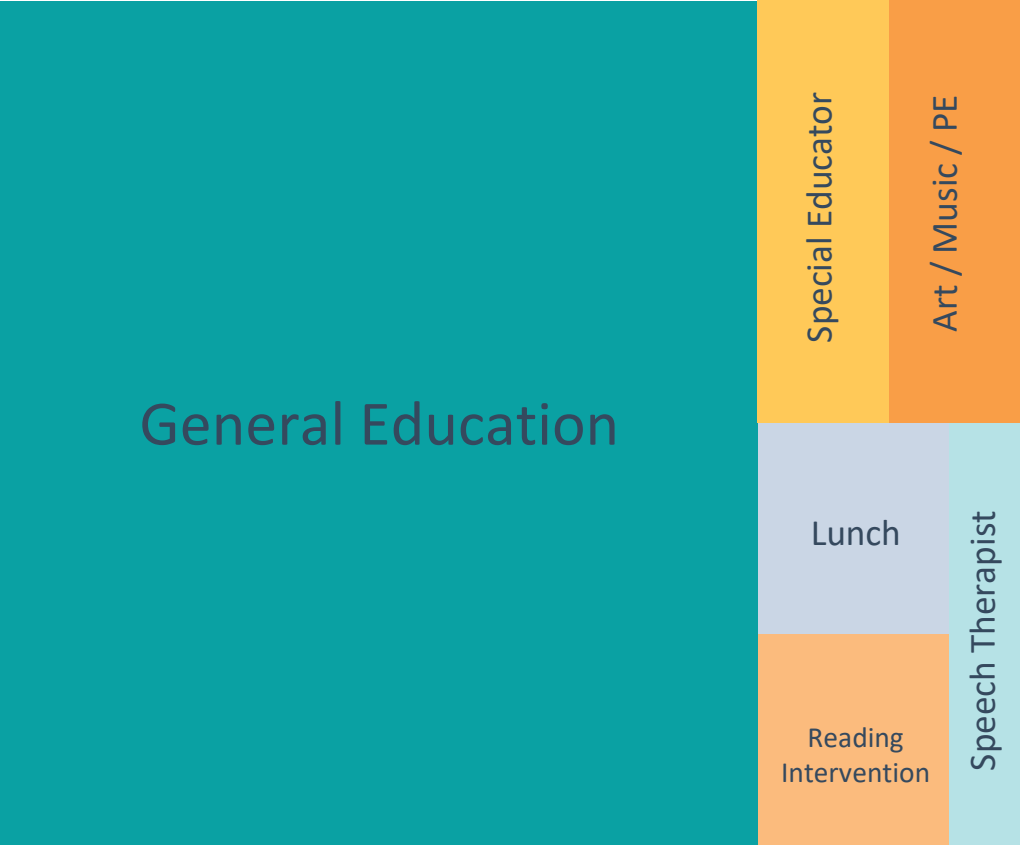 General Education
Special Educator
Art / Music / PE
Lunch
Speech Therapist
Reading
Intervention